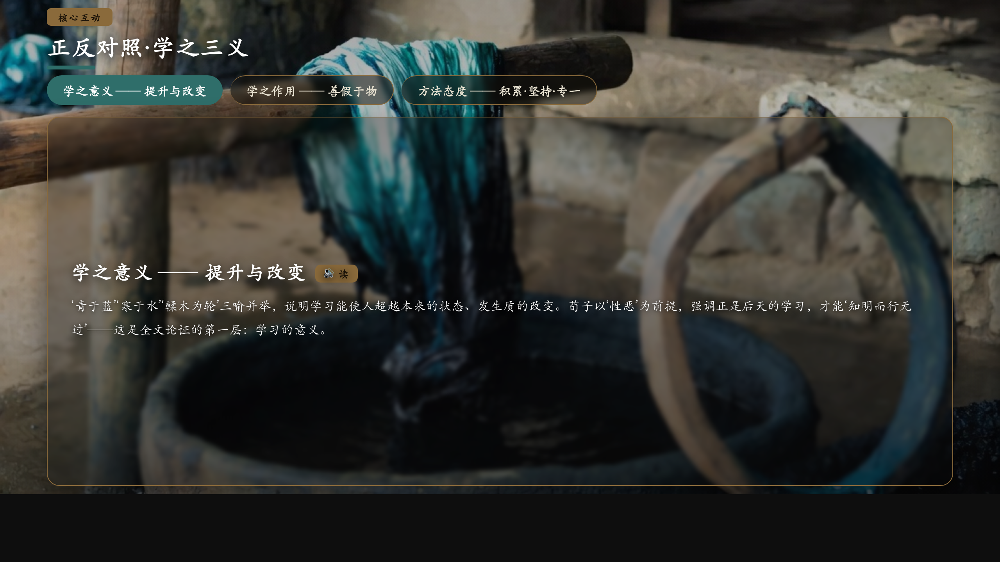 核心互动
正反对照·学之三义
学之意义——提升与改变
学之作用——善假于物
方法态度——积累·坚持·专一
学之意义——提升与改变
读
‘青于蓝’‘寒于水’‘輮木为轮’三喻并举，说明学习能使人超越本来的状态、发生质的改变。荀子以‘性恶’为前提，强调正是后天的学习，才能‘知明而行无
过’——这是全文论证的第一层：学习的意义。